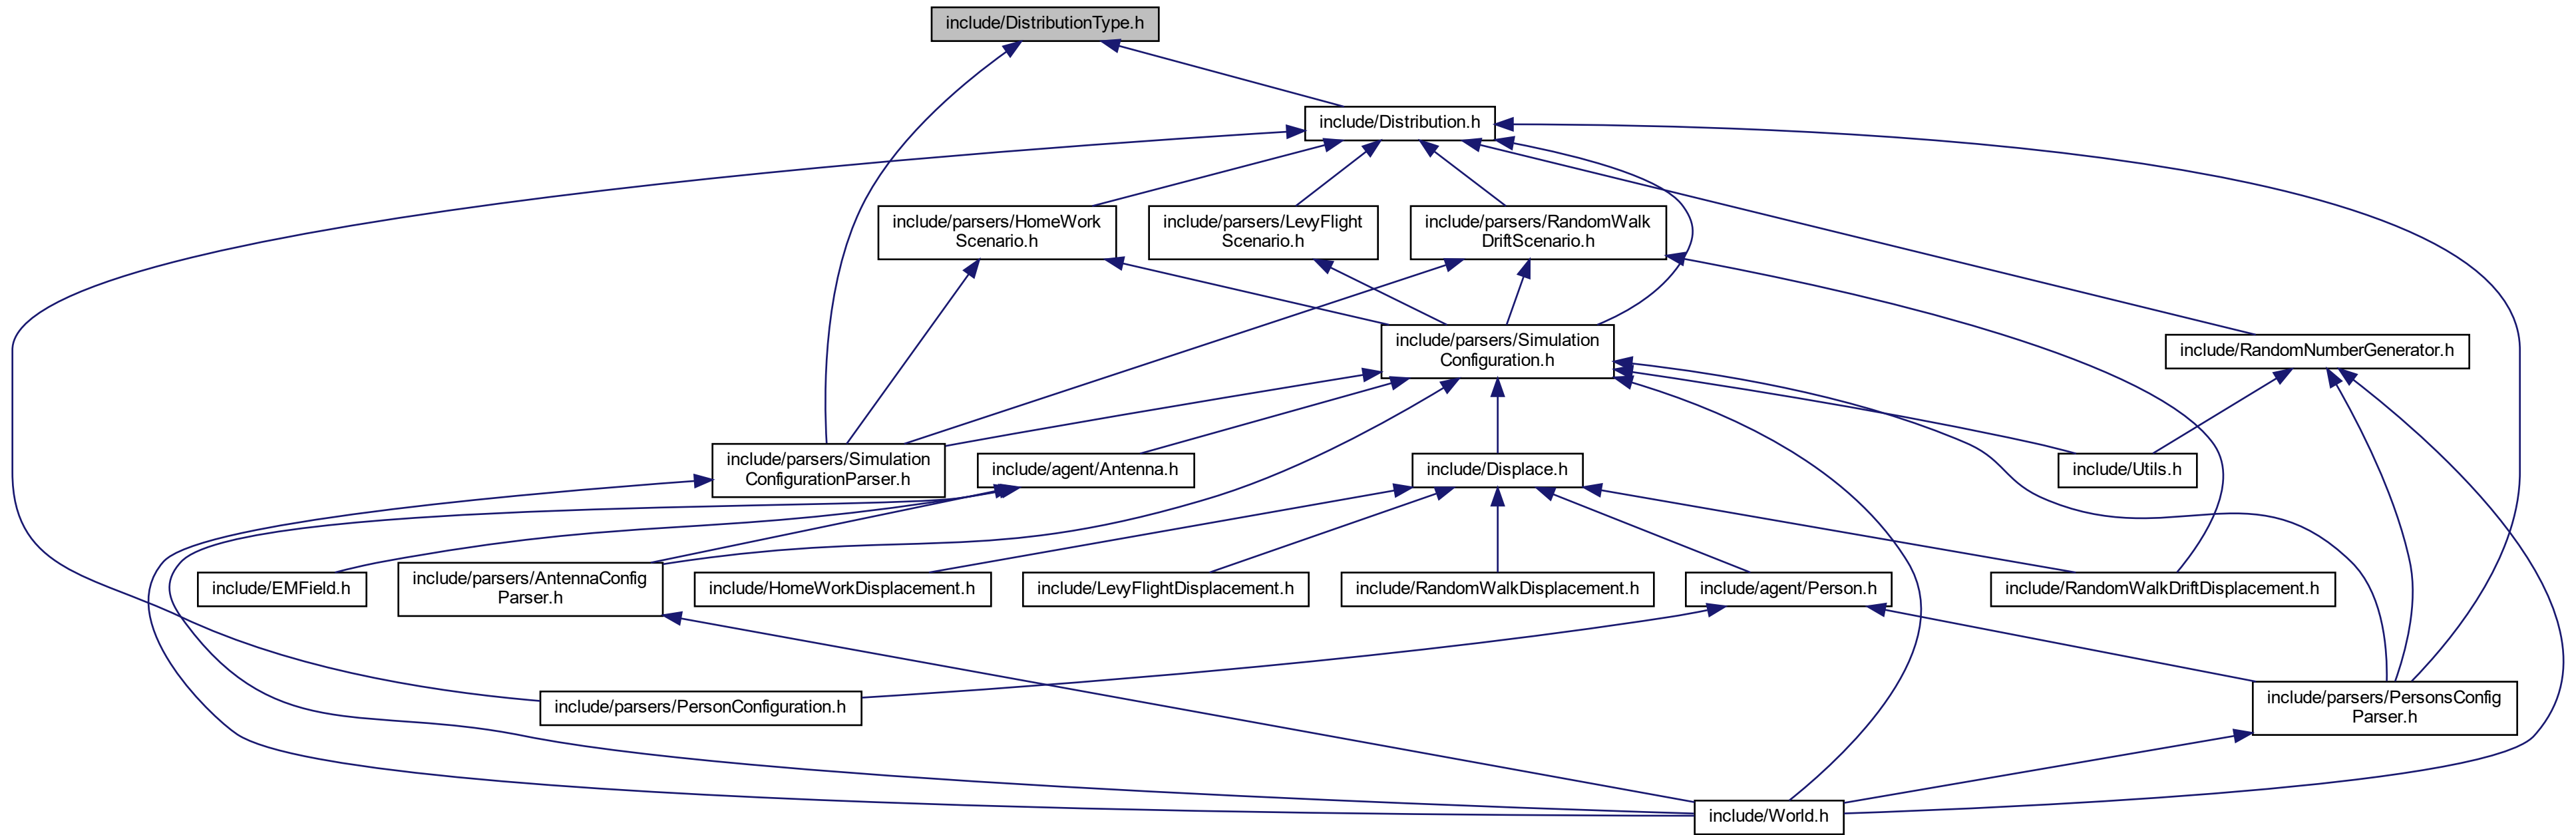 include/DistributionType.h
include/Distribution.h
include/parsers/HomeWork
Scenario.h
include/parsers/LevyFlight
Scenario.h
include/parsers/RandomWalk
DriftScenario.h
include/parsers/Simulation
Configuration.h
include/RandomNumberGenerator.h
include/parsers/Simulation
ConfigurationParser.h
include/agent/Antenna.h
include/Displace.h
include/Utils.h
include/EMField.h
include/parsers/AntennaConfig
Parser.h
include/HomeWorkDisplacement.h
include/LevyFlightDisplacement.h
include/RandomWalkDisplacement.h
include/agent/Person.h
include/RandomWalkDriftDisplacement.h
include/parsers/PersonConfiguration.h
include/parsers/PersonsConfig
Parser.h
include/World.h